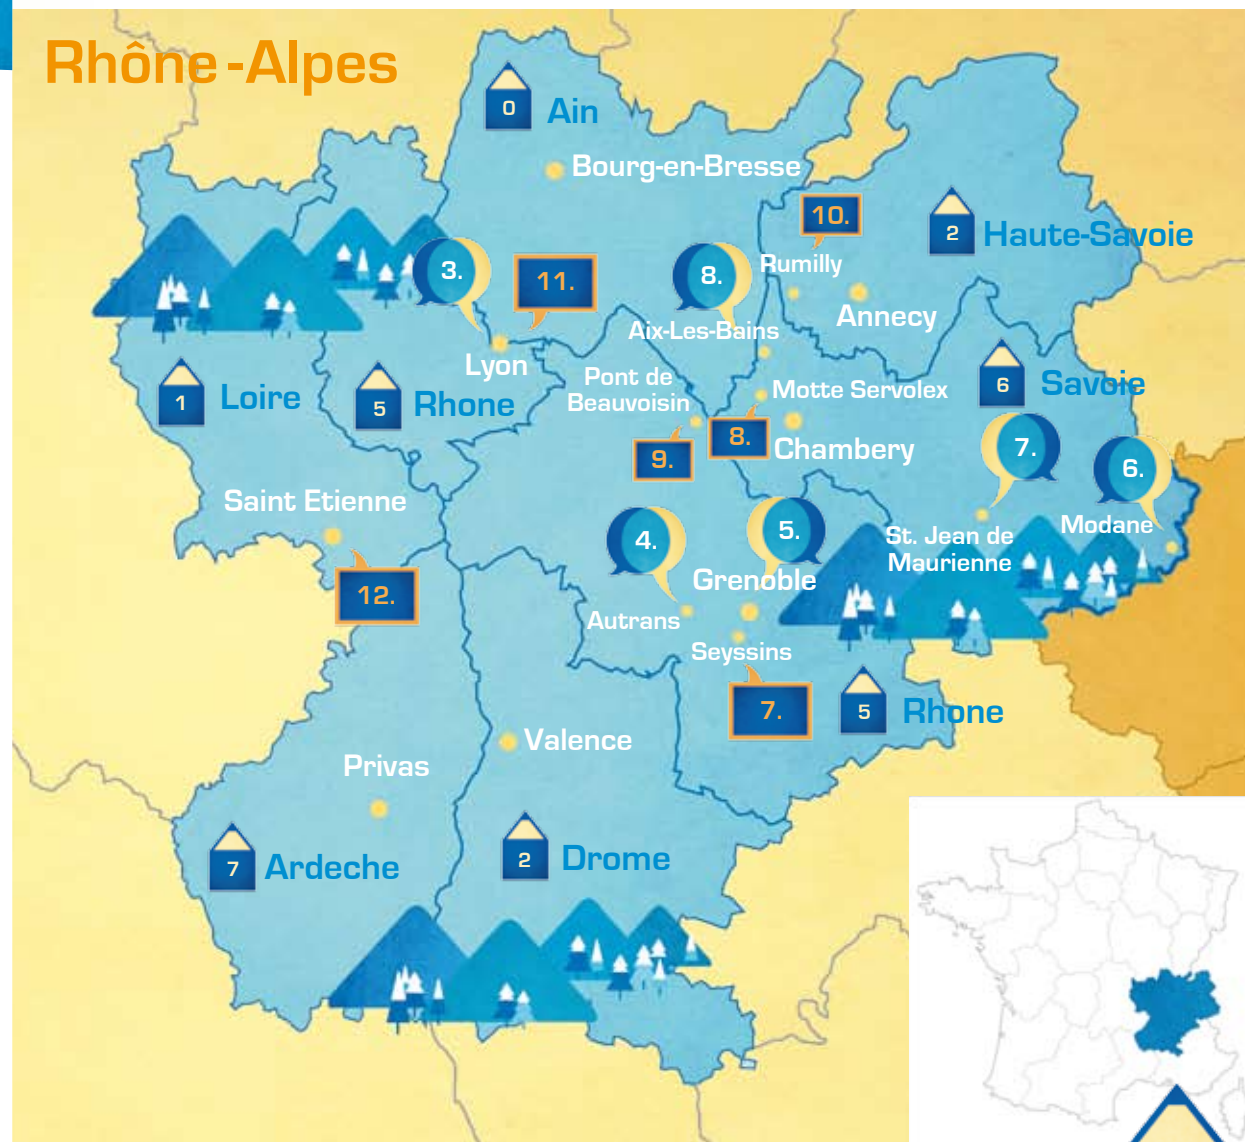 Rhône-Alpes
0
Ain
Bourg-en-Bresse
10.
2
Haute-Savoie
3.
11.
8.
Rumilly
Annecy
Aix-Les-Bains
Lyon
Pont de
Beauvoisin
Motte Servolex
6
Savoie
1
Loire
5
Rhone
9.
8.
Chambery
7.
6.
Saint Etienne
4.
5.
St. Jean de
Maurienne
Modane
Grenoble
12.
Autrans
Seyssins
7.
5
Rhone
Valence
Privas
7
Ardeche
2
Drome